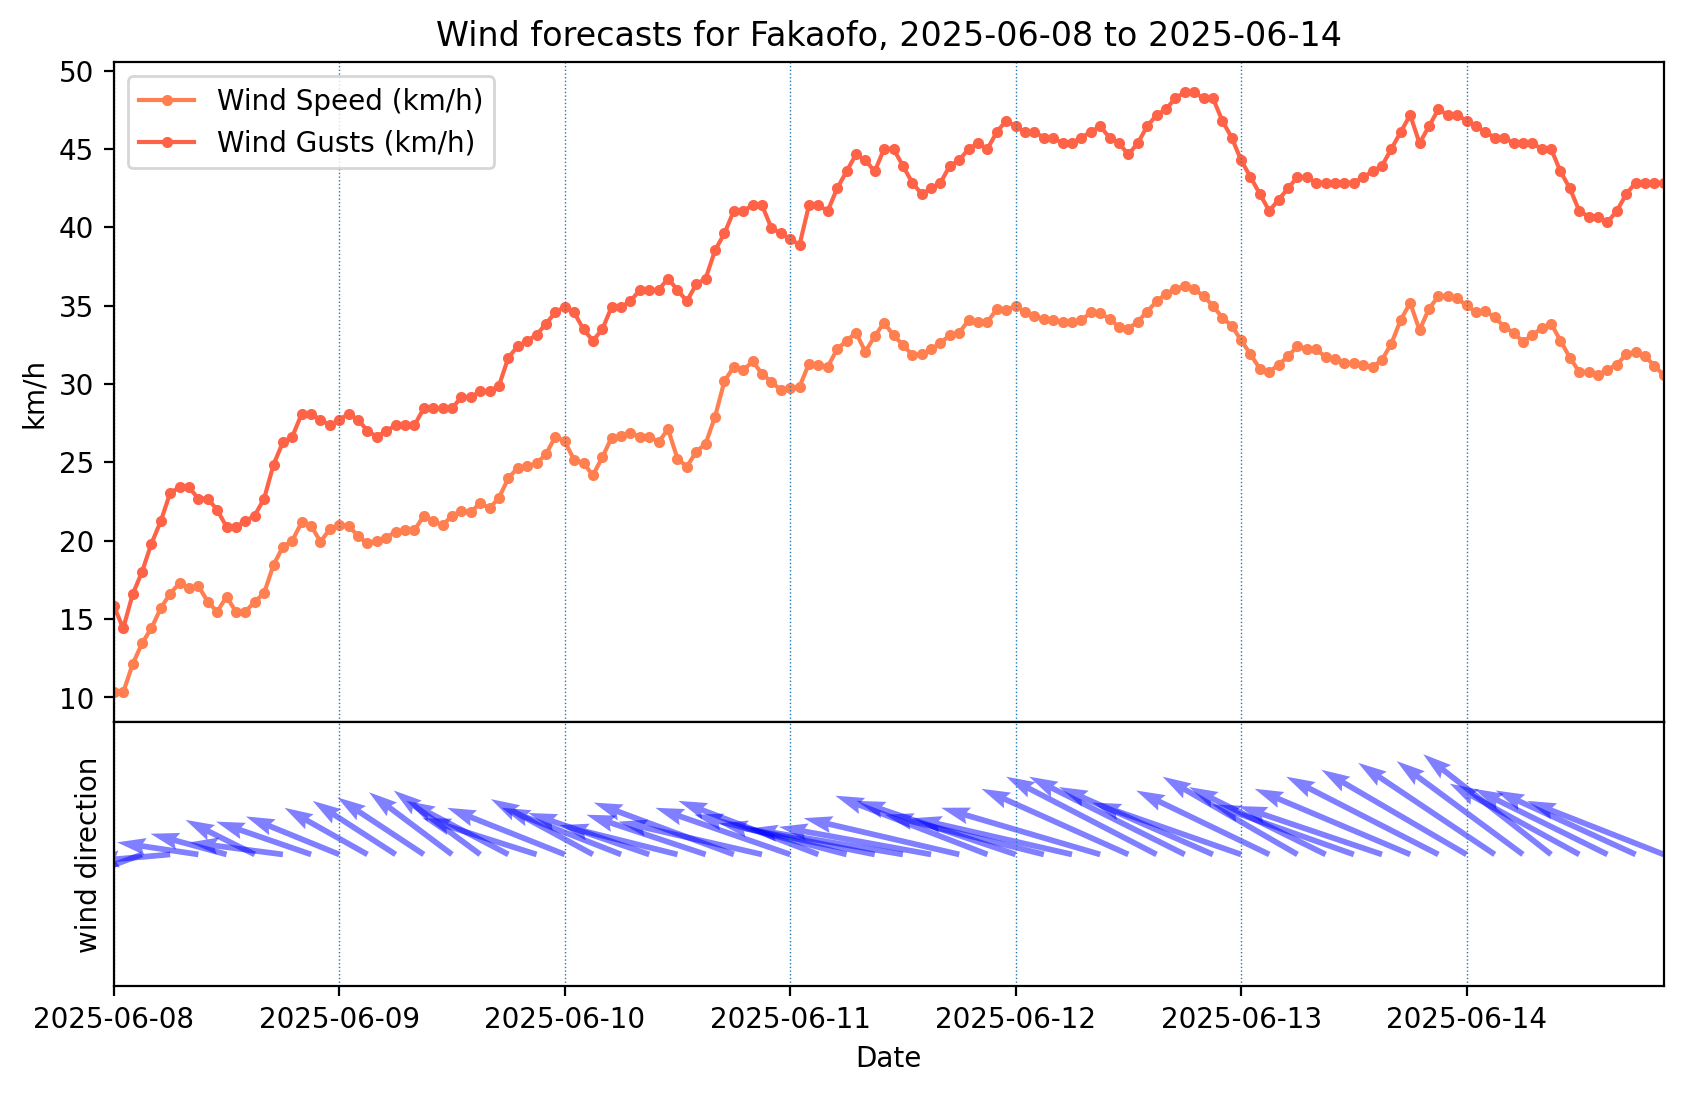 Wind forecasts for Fakaofo, 2025-06-08 to 2025-06-14
Wind Speed (km/h)
Wind Gusts (km/h)
50
45
40
35
30
25
20
15
10
km/h
wind direction
2025-06-08
2025-06-09
2025-06-10
2025-06-11
2025-06-12
2025-06-13
2025-06-14
Date